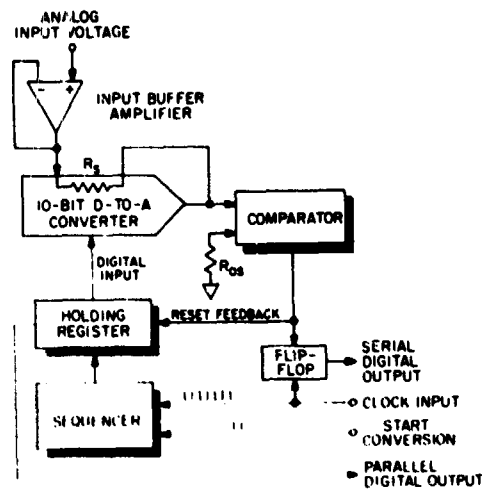 ANALOG
INPUT VOLTAGE
- +
INPUT BUFFER
AMPLIFIER
RS
10-BIT D-TO-A
CONVERTER
COMPARATOR
DIGITAL
INPUT
ROS
HOLDING
REGISTER
RESET FEEDBACK
FLIP-
FLOP
SERIAL
DIGITAL
OUTPUT
SEQUENCER
CLOCK INPUT
START
CONVERSION
PARALLEL
DIGITAL OUTPUT